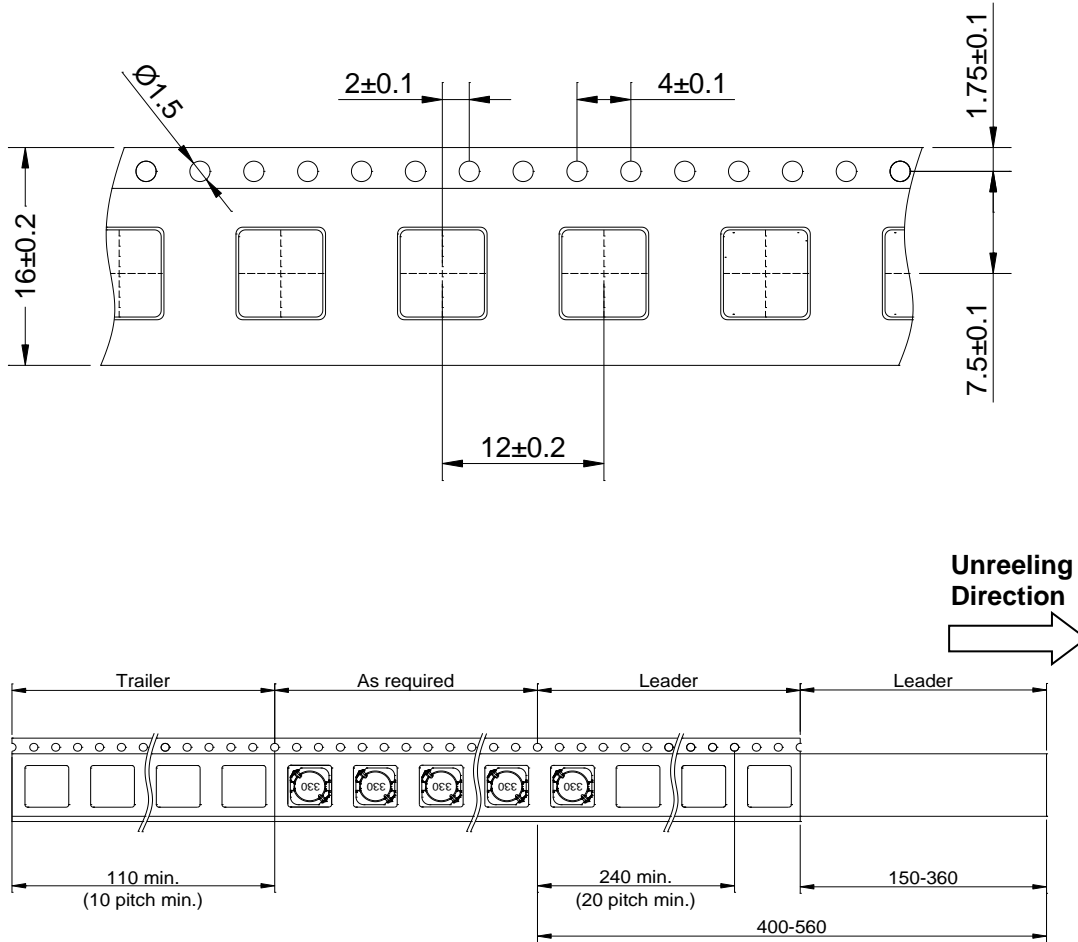 Ø1.5
2±0.1
4±0.1
1.75±0.1
16±0.2
7.5±0.1
12±0.2
Unreeling
Direction
Trailer
As required
Leader
Leader
330
330
330
330
330
110 min.
(10 pitch min.)
240 min.
(20 pitch min.)
150-360
400-560